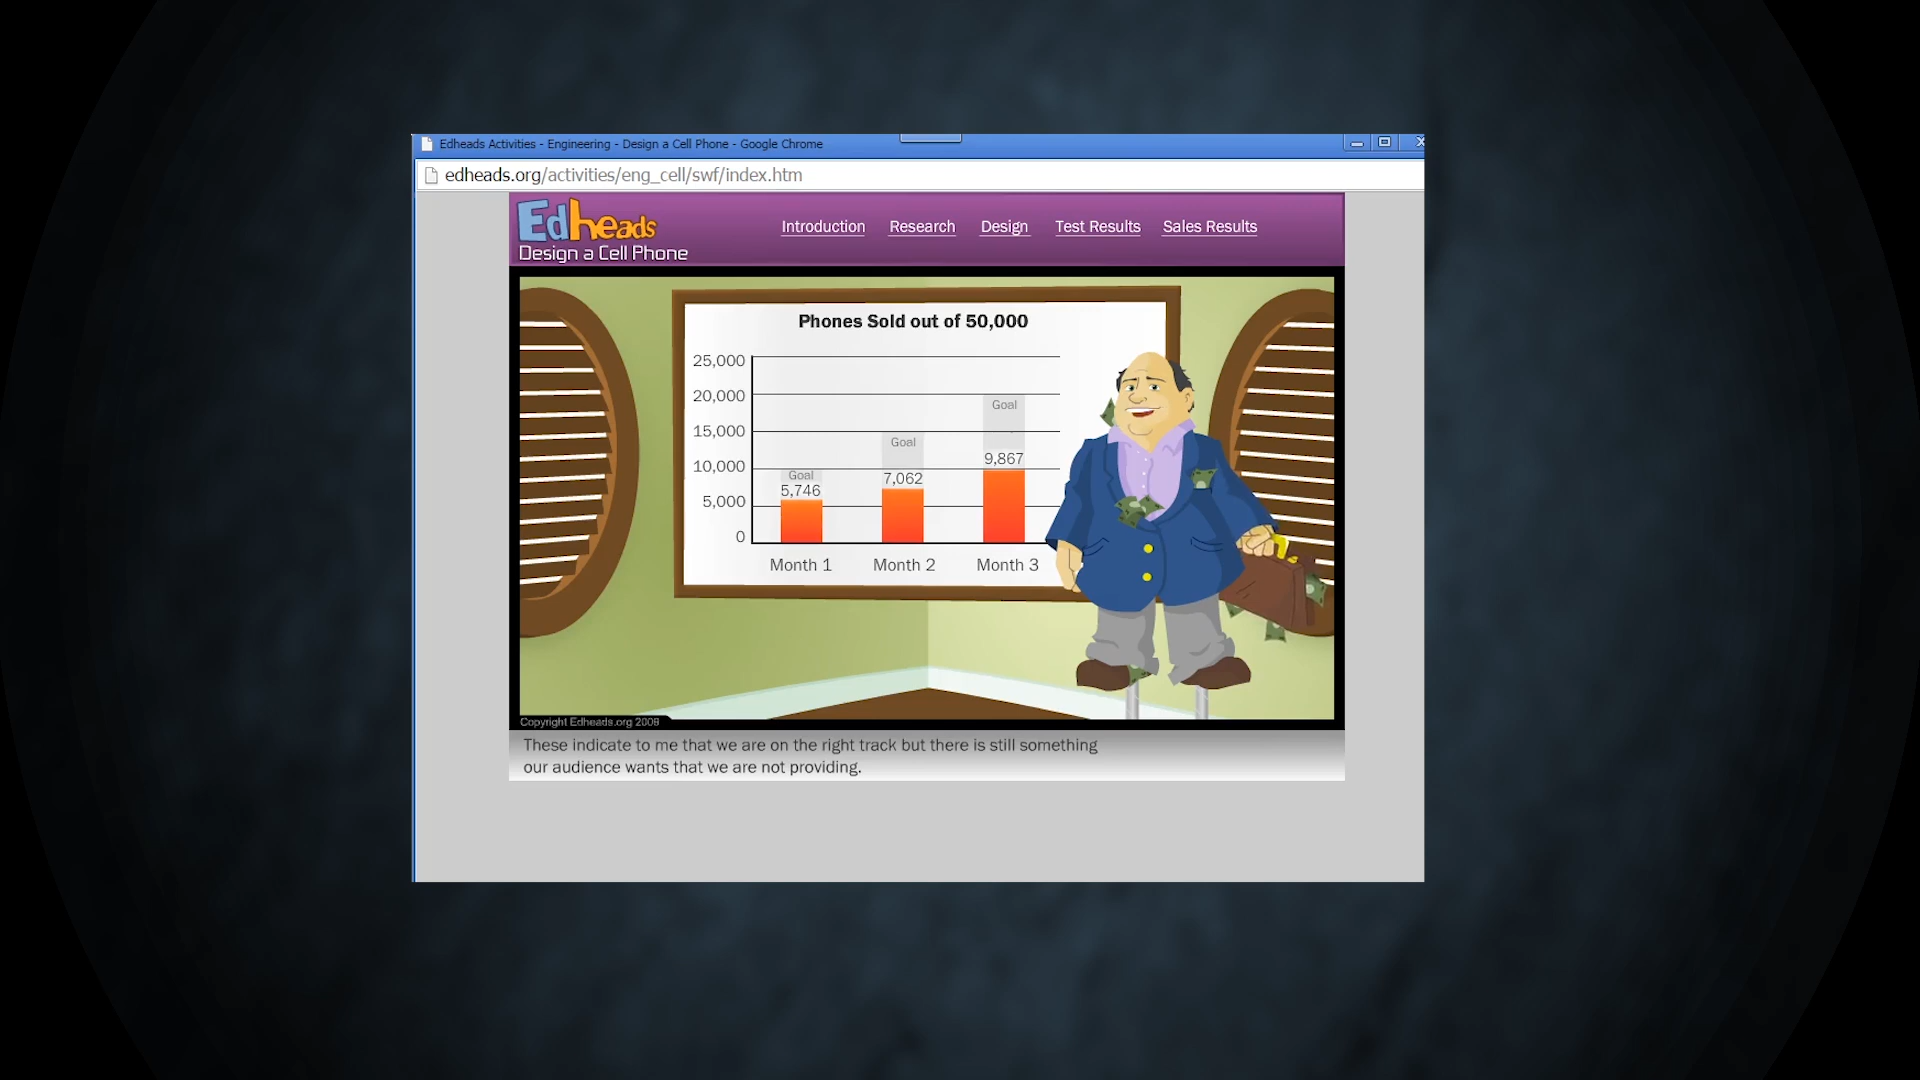 Edheads Activities - Engineering - Design a Cell Phone - Google Chrome
edheads.org/activities/eng_cell/swf/index.htm
Edheads
Design a Cell Phone
Introduction Research Design Test Results Sales Results
Phones Sold out of 50,000
25,000
20,000
15,000
10,000
5,000
0
Goal
5,746
Goal
7,062
Goal
9,867
Month 1 Month 2 Month 3
Copyright Edheads.org 2009
These indicate to me that we are on the right track but there is still something
our audience wants that we are not providing.